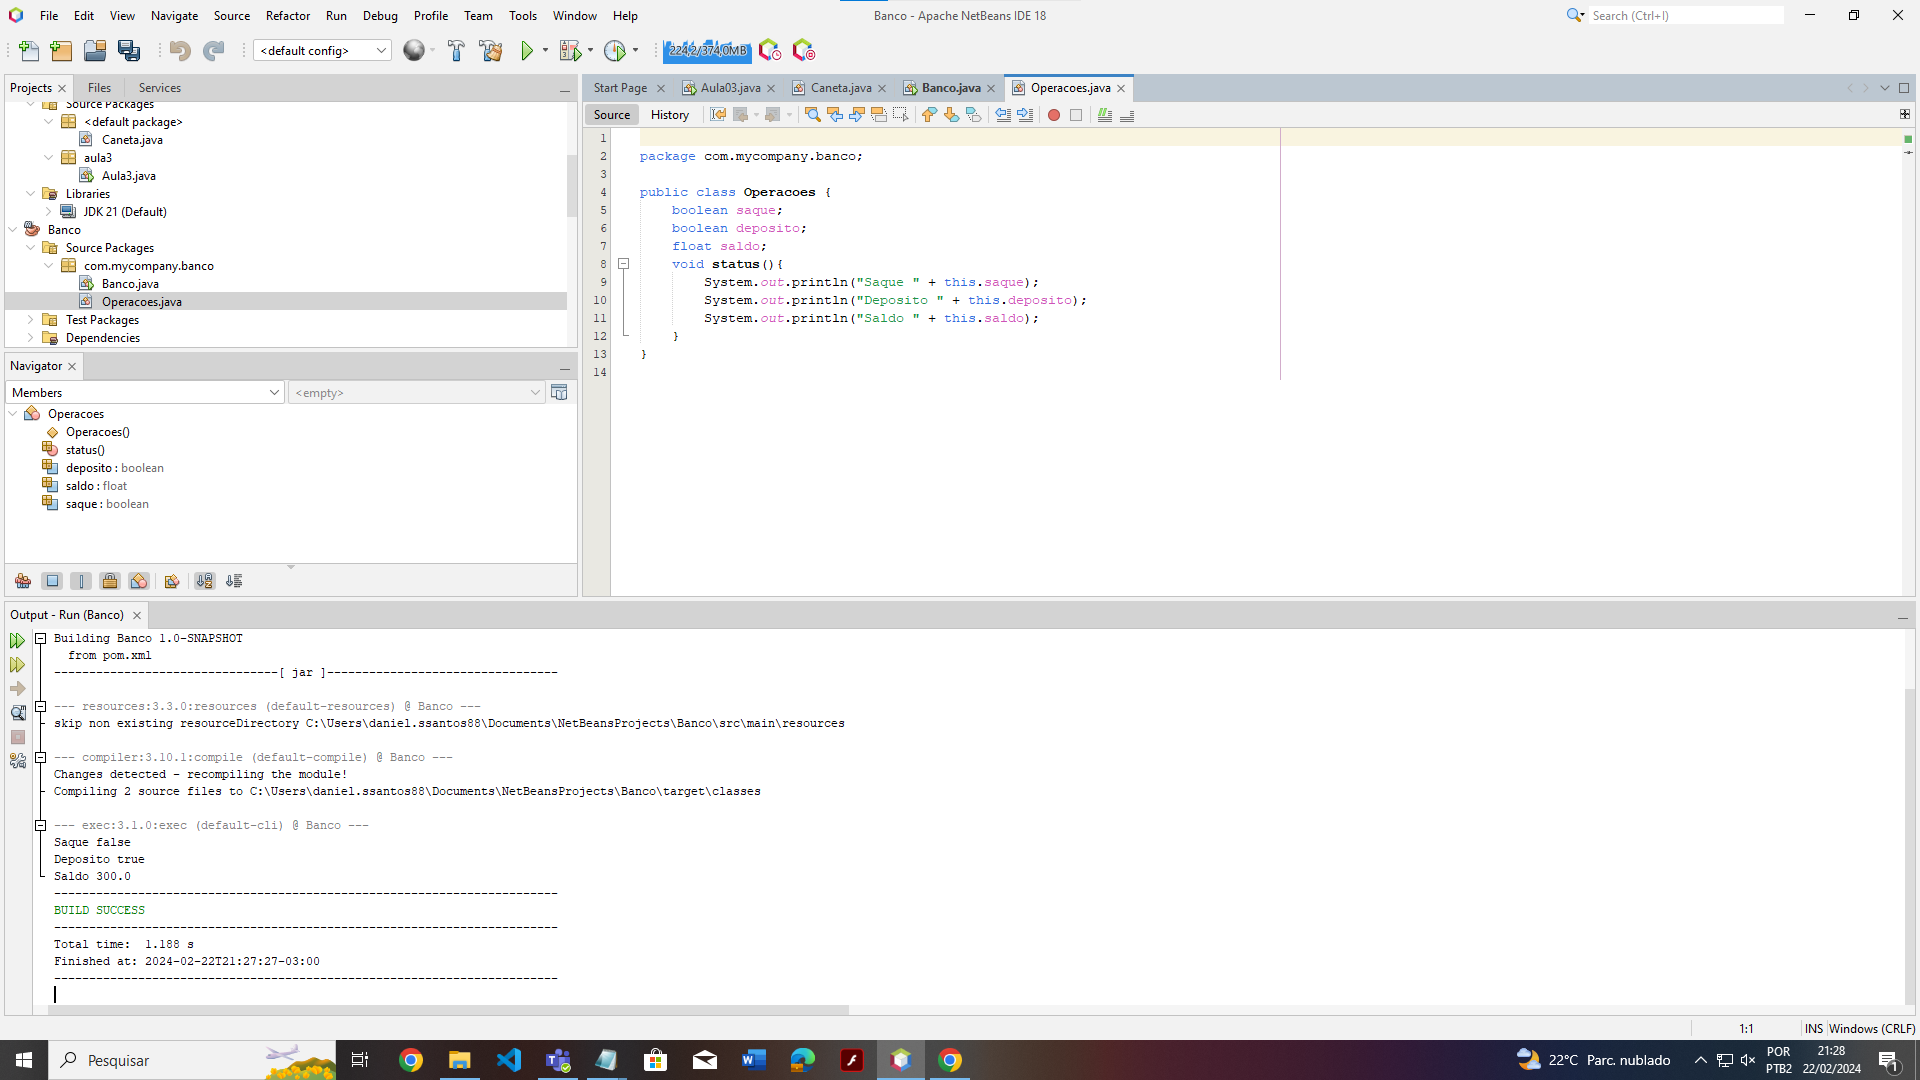 File Edit View Navigate Source Refactor Run Debug Profile Team Tools Window Help
Banco - Apache NetBeans IDE 18
Search (Ctrl+I)
<default config>
224,2/374,0MB
Projects
Files
Services
Source Packages
<default package>
Caneta.java
aula3
Aula3.java
Libraries
JDK 21 (Default)
Banco
Source Packages
com.mycompany.banco
Banco.java
Operacoes.java
Test Packages
Dependencies
Navigator
Members
<empty>
Operacoes
Operacoes()
status()
deposito : boolean
saldo : float
saque : boolean
Start Page
Aula03.java
Caneta.java
Banco.java
Operacoes.java
Source
History
1
2 package com.mycompany.banco;
3
4 public class Operacoes {
5 boolean saque;
6 boolean deposito;
7 float saldo;
8 void status(){
9 System.out.println("Saque " + this.saque);
10 System.out.println("Deposito " + this.deposito);
11 System.out.println("Saldo " + this.saldo);
12 }
13 }
14
Output - Run (Banco)
Building Banco 1.0-SNAPSHOT
from pom.xml
--------------------------------[ jar ]---------------------------------
--- resources:3.3.0:resources (default-resources) @ Banco ---
skip non existing resourceDirectory C:\Users\daniel.ssantos88\Documents\NetBeansProjects\Banco\src\main\resources
--- compiler:3.10.1:compile (default-compile) @ Banco ---
Changes detected - recompiling the module!
Compiling 2 source files to C:\Users\daniel.ssantos88\Documents\NetBeansProjects\Banco\target\classes
--- exec:3.1.0:exec (default-cli) @ Banco ---
Saque false
Deposito true
Saldo 300.0
------------------------------------------------------------------------
BUILD SUCCESS
------------------------------------------------------------------------
Total time:  1.188 s
Finished at: 2024-02-22T21:27:27-03:00
------------------------------------------------------------------------
1:1
INS
Windows (CRLF)
Pesquisar
22°C Parc. nublado
POR
PTB2
21:28
22/02/2024
1